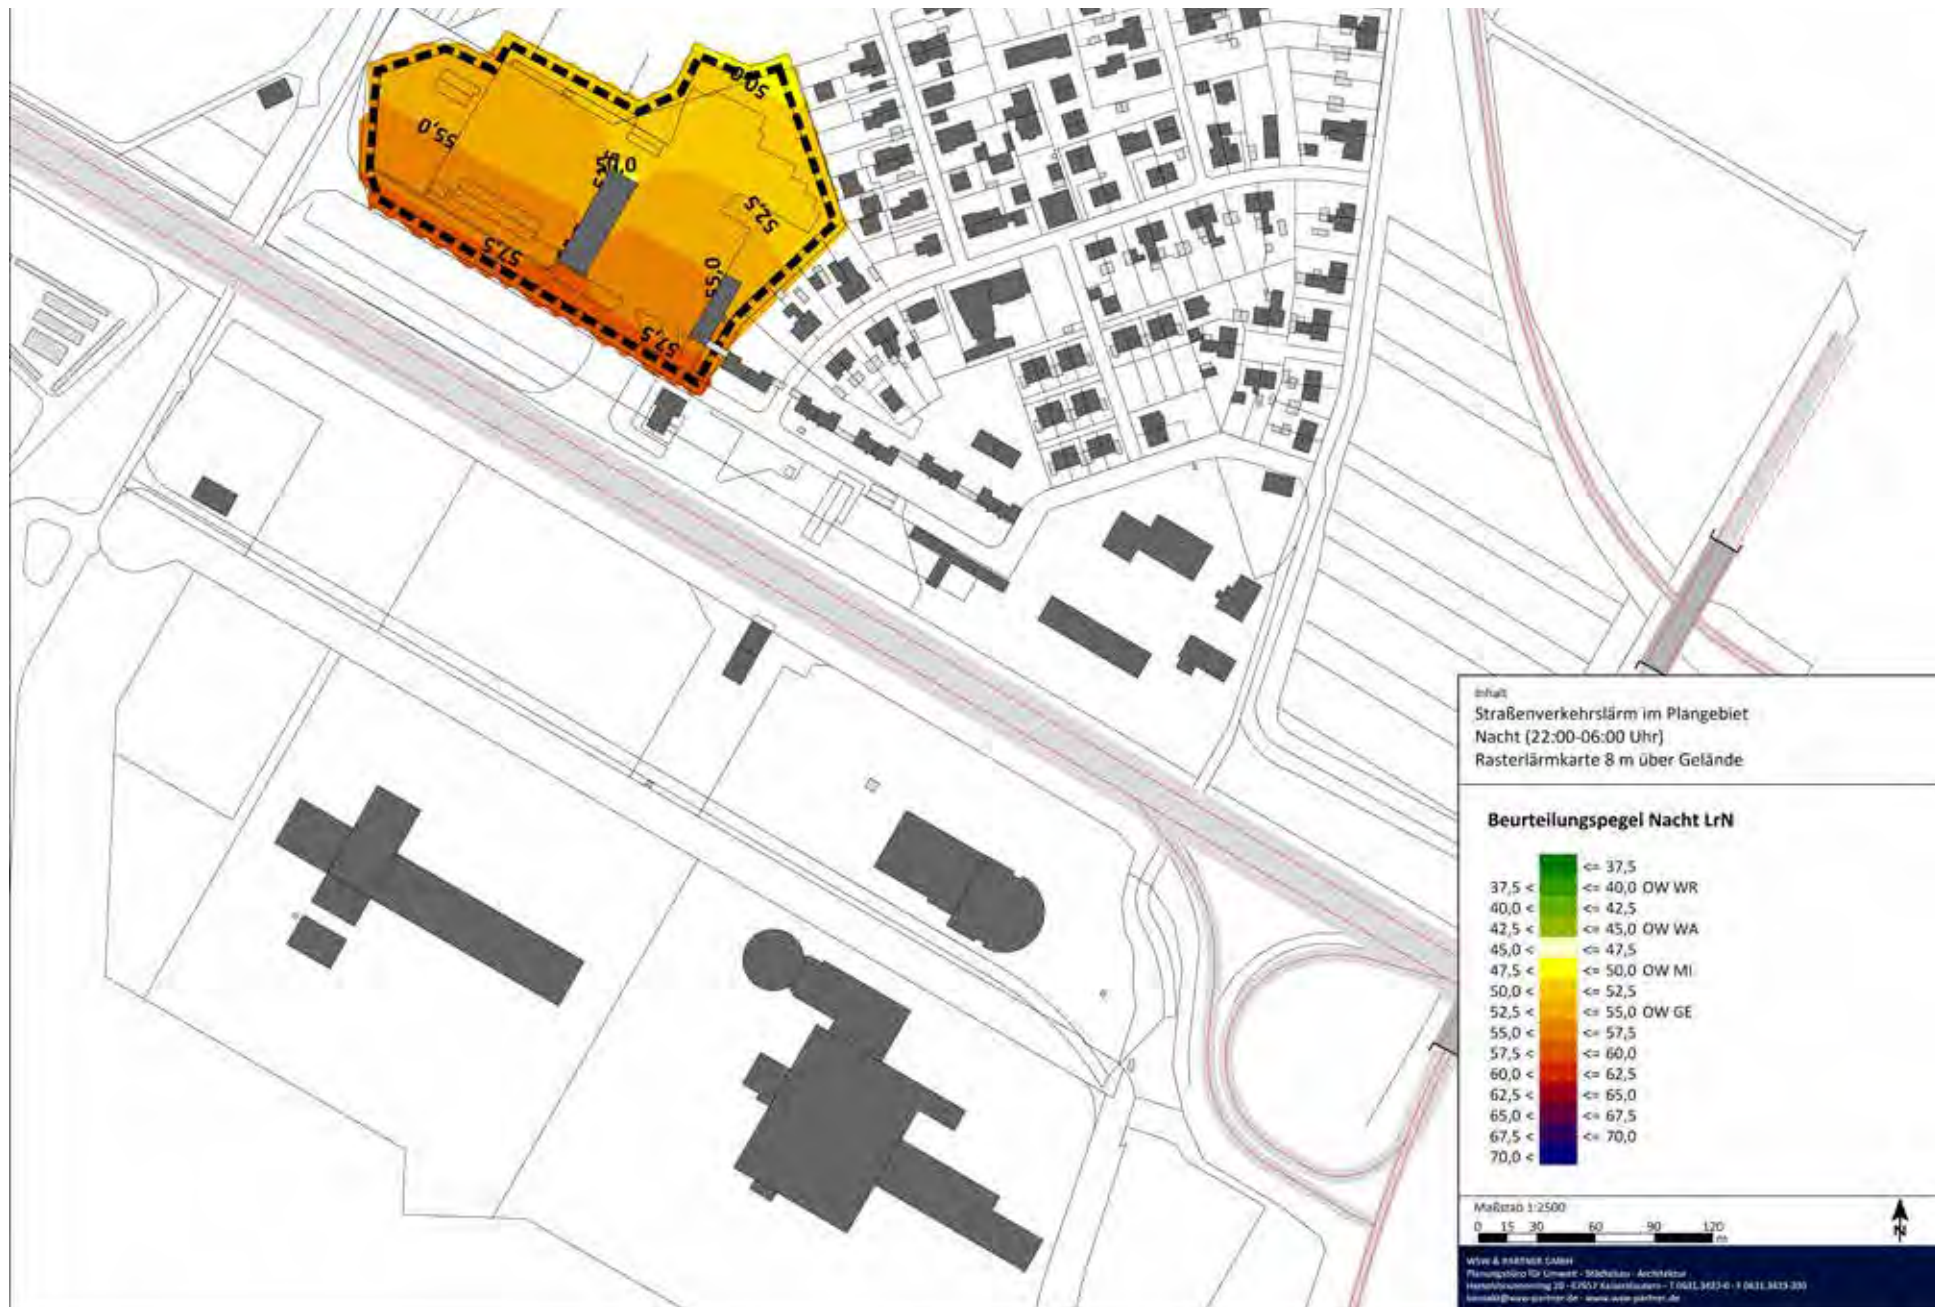 50,0
55,0
52,5
57,5
55,0
57,5
Inhalt
Straßenverkehrslärm im Plangebiet
Nacht (22:00-06:00 Uhr)
Rasterlärmkarte 8 m über Gelände
Beurteilungspegel Nacht LrN
<= 37,5
37,5 < <= 40,0 OW WR
40,0 < <= 42,5
42,5 < <= 45,0 OW WA
45,0 < <= 47,5
47,5 < <= 50,0 OW MI
50,0 < <= 52,5
52,5 < <= 55,0 OW GE
55,0 < <= 57,5
57,5 < <= 60,0
60,0 < <= 62,5
62,5 < <= 65,0
65,0 < <= 67,5
67,5 < <= 70,0
70,0 <
Maßstab 1:2500
0 15 30 60 90 120
m
N
WSW & PARTNER GMBH
Planungsbüro für Umwelt - Städtebau - Architektur